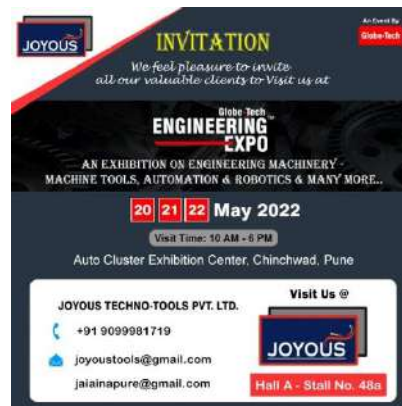 JOYOUS
An Event By
Globe-Tech
INVITATION
We feel pleasure to invite
all our valuable clients to Visit us at
Globe-Tech
ENGINEERING
EXPO
AN EXHIBITION ON ENGINEERING MACHINERY -
MACHINE TOOLS, AUTOMATION & ROBOTICS & MANY MORE...
20 21 22 May 2022
Visit Time: 10 AM - 6 PM
Auto Cluster Exhibition Center, Chinchwad, Pune
JOYOUS TECHNO-TOOLS PVT. LTD.
+91 9099981719
joyoustools@gmail.com
jaiainapure@gmail.com
Visit Us @
JOYOUS
Hall A - Stall No. 48a